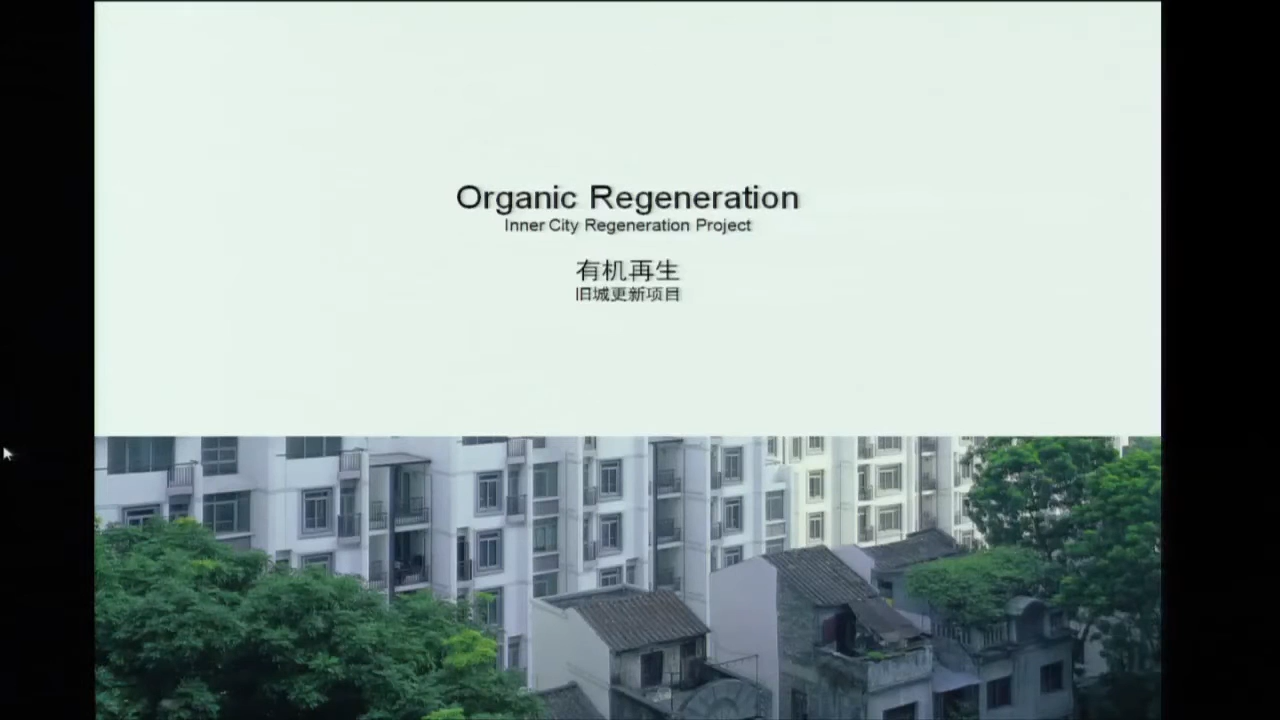 Organic Regeneration
Inner City Regeneration Project
有机再生
旧城更新项目